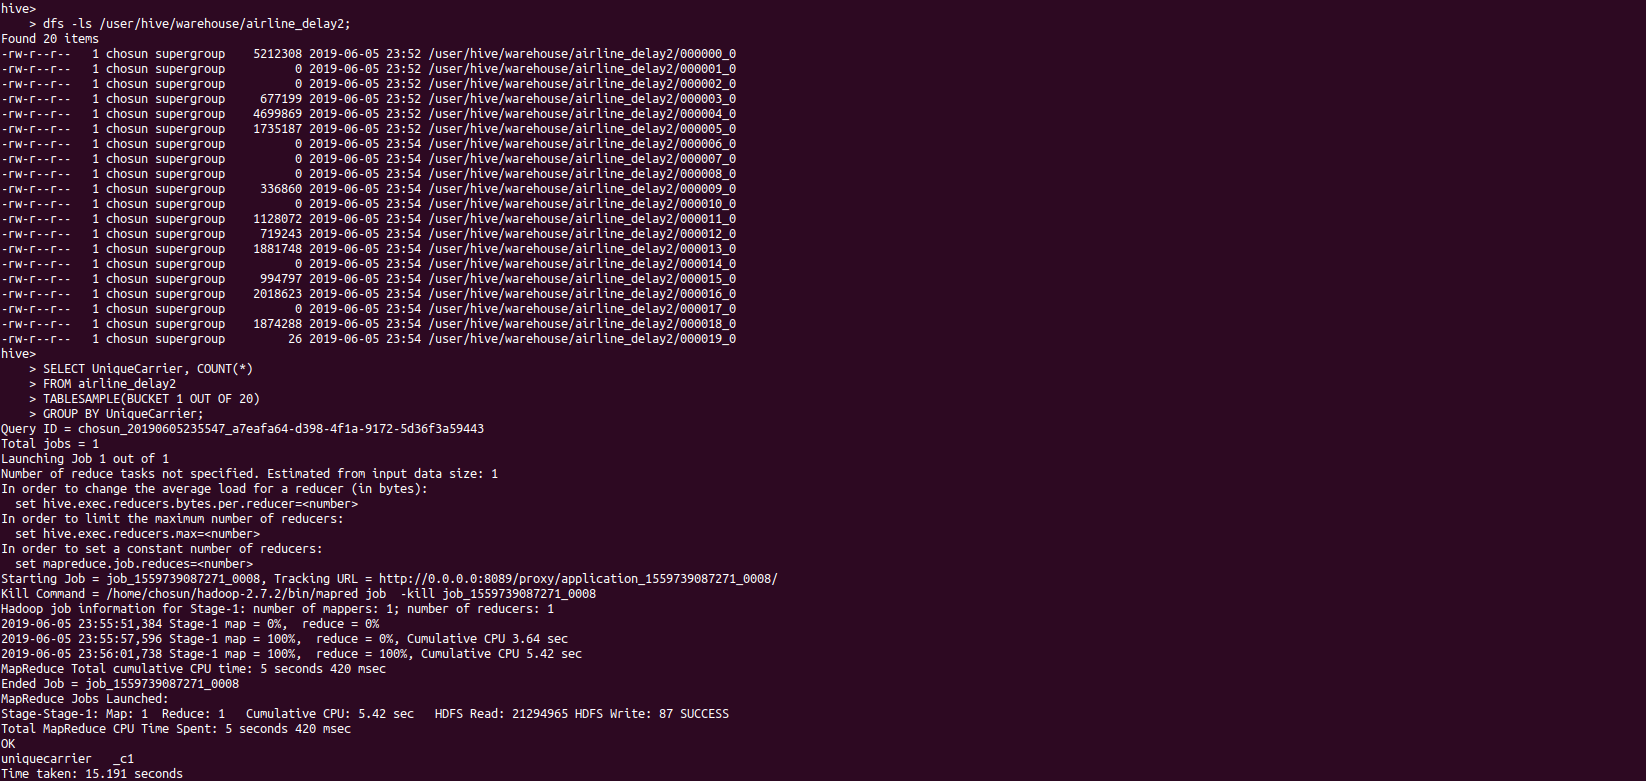 hive>
    > dfs -ls /user/hive/warehouse/airline_delay2;
Found 20 items
-rw-r--r--   1 chosun supergroup    5212308 2019-06-05 23:52 /user/hive/warehouse/airline_delay2/000000_0
-rw-r--r--   1 chosun supergroup          0 2019-06-05 23:52 /user/hive/warehouse/airline_delay2/000001_0
-rw-r--r--   1 chosun supergroup          0 2019-06-05 23:52 /user/hive/warehouse/airline_delay2/000002_0
-rw-r--r--   1 chosun supergroup     677199 2019-06-05 23:52 /user/hive/warehouse/airline_delay2/000003_0
-rw-r--r--   1 chosun supergroup    4699869 2019-06-05 23:52 /user/hive/warehouse/airline_delay2/000004_0
-rw-r--r--   1 chosun supergroup    1735187 2019-06-05 23:52 /user/hive/warehouse/airline_delay2/000005_0
-rw-r--r--   1 chosun supergroup          0 2019-06-05 23:54 /user/hive/warehouse/airline_delay2/000006_0
-rw-r--r--   1 chosun supergroup          0 2019-06-05 23:54 /user/hive/warehouse/airline_delay2/000007_0
-rw-r--r--   1 chosun supergroup          0 2019-06-05 23:54 /user/hive/warehouse/airline_delay2/000008_0
-rw-r--r--   1 chosun supergroup     336860 2019-06-05 23:54 /user/hive/warehouse/airline_delay2/000009_0
-rw-r--r--   1 chosun supergroup          0 2019-06-05 23:54 /user/hive/warehouse/airline_delay2/000010_0
-rw-r--r--   1 chosun supergroup    1128072 2019-06-05 23:54 /user/hive/warehouse/airline_delay2/000011_0
-rw-r--r--   1 chosun supergroup     719243 2019-06-05 23:54 /user/hive/warehouse/airline_delay2/000012_0
-rw-r--r--   1 chosun supergroup    1881748 2019-06-05 23:54 /user/hive/warehouse/airline_delay2/000013_0
-rw-r--r--   1 chosun supergroup          0 2019-06-05 23:54 /user/hive/warehouse/airline_delay2/000014_0
-rw-r--r--   1 chosun supergroup     994797 2019-06-05 23:54 /user/hive/warehouse/airline_delay2/000015_0
-rw-r--r--   1 chosun supergroup    2018623 2019-06-05 23:54 /user/hive/warehouse/airline_delay2/000016_0
-rw-r--r--   1 chosun supergroup          0 2019-06-05 23:54 /user/hive/warehouse/airline_delay2/000017_0
-rw-r--r--   1 chosun supergroup    1874288 2019-06-05 23:54 /user/hive/warehouse/airline_delay2/000018_0
-rw-r--r--   1 chosun supergroup         26 2019-06-05 23:54 /user/hive/warehouse/airline_delay2/000019_0
hive>
    > SELECT UniqueCarrier, COUNT(*)
    > FROM airline_delay2
    > TABLESAMPLE(BUCKET 1 OUT OF 20)
    > GROUP BY UniqueCarrier;
Query ID = chosun_20190605235547_a7eafa64-d398-4f1a-9172-5d36f3a59443
Total jobs = 1
Launching Job 1 out of 1
Number of reduce tasks not specified. Estimated from input data size: 1
In order to change the average load for a reducer (in bytes):
  set hive.exec.reducers.bytes.per.reducer=<number>
In order to limit the maximum number of reducers:
  set hive.exec.reducers.max=<number>
In order to set a constant number of reducers:
  set mapreduce.job.reduces=<number>
Starting Job = job_1559739087271_0008, Tracking URL = http://0.0.0.0:8089/proxy/application_1559739087271_0008/
Kill Command = /home/chosun/hadoop-2.7.2/bin/mapred job  -kill job_1559739087271_0008
Hadoop job information for Stage-1: number of mappers: 1; number of reducers: 1
2019-06-05 23:55:51,384 Stage-1 map = 0%,  reduce = 0%
2019-06-05 23:55:57,596 Stage-1 map = 100%,  reduce = 0%, Cumulative CPU 3.64 sec
2019-06-05 23:56:01,738 Stage-1 map = 100%,  reduce = 100%, Cumulative CPU 5.42 sec
MapReduce Total cumulative CPU time: 5 seconds 420 msec
Ended Job = job_1559739087271_0008
MapReduce Jobs Launched:
Stage-Stage-1: Map: 1  Reduce: 1   Cumulative CPU: 5.42 sec   HDFS Read: 21294965 HDFS Write: 87 SUCCESS
Total MapReduce CPU Time Spent: 5 seconds 420 msec
OK
uniquecarrier   _c1
Time taken: 15.191 seconds